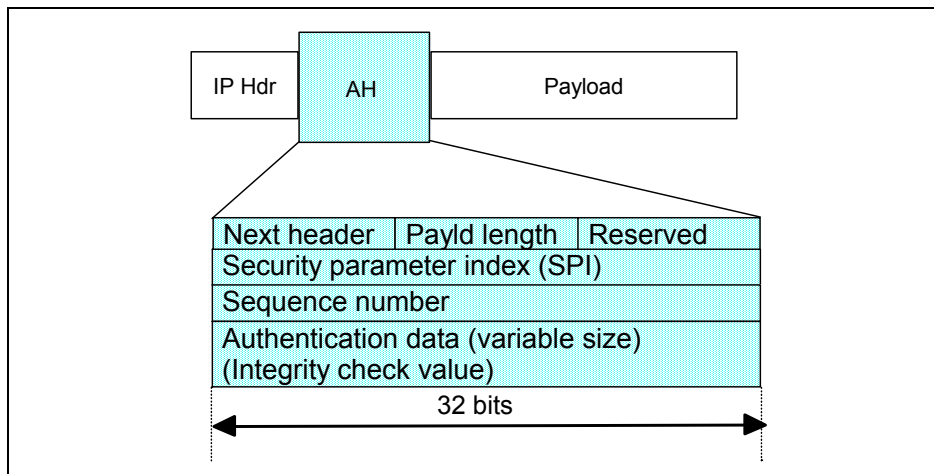 IP Hdr AH Payload
Next header Payld length Reserved
Security parameter index (SPI)
Sequence number
Authentication data (variable size)
(Integrity check value)
32 bits